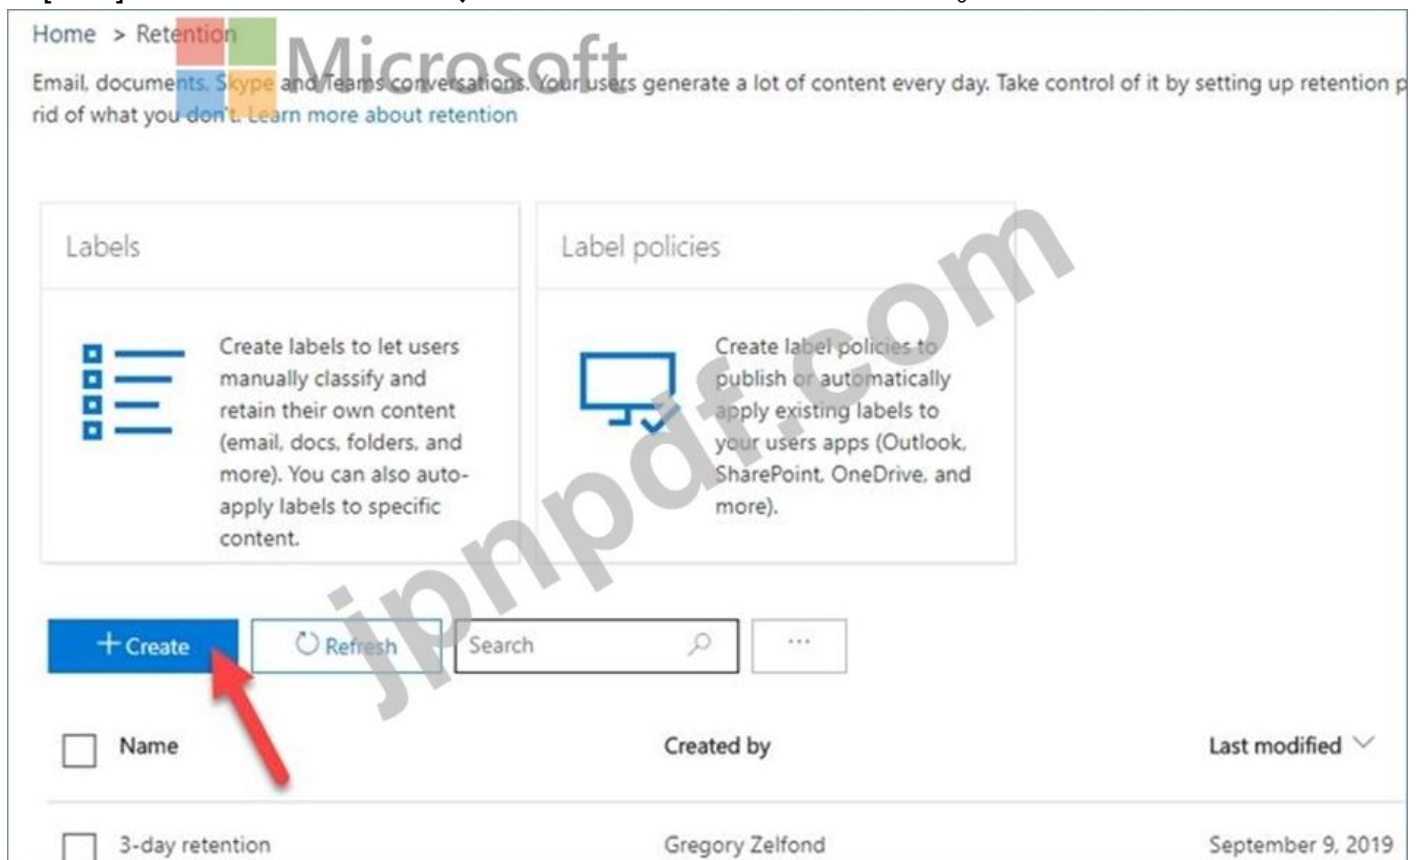 Home > Retention
Microsoft
Email, documents, Skype and Teams conversations. Your users generate a lot of content every day. Take control of it by setting up retention p
rid of what you don't. Learn more about retention
Labels
Create labels to let users
manually classify and
retain their own content
(email, docs, folders, and
more). You can also auto-
apply labels to specific
content.
Label policies
Create label policies to
publish or automatically
apply existing labels to
your users apps (Outlook,
SharePoint, OneDrive, and
more).
jpnpdf.com
+ Create
Refresh
Search
...
Name
Created by
Last modified
3-day retention
Gregory Zelfond
September 9, 2019